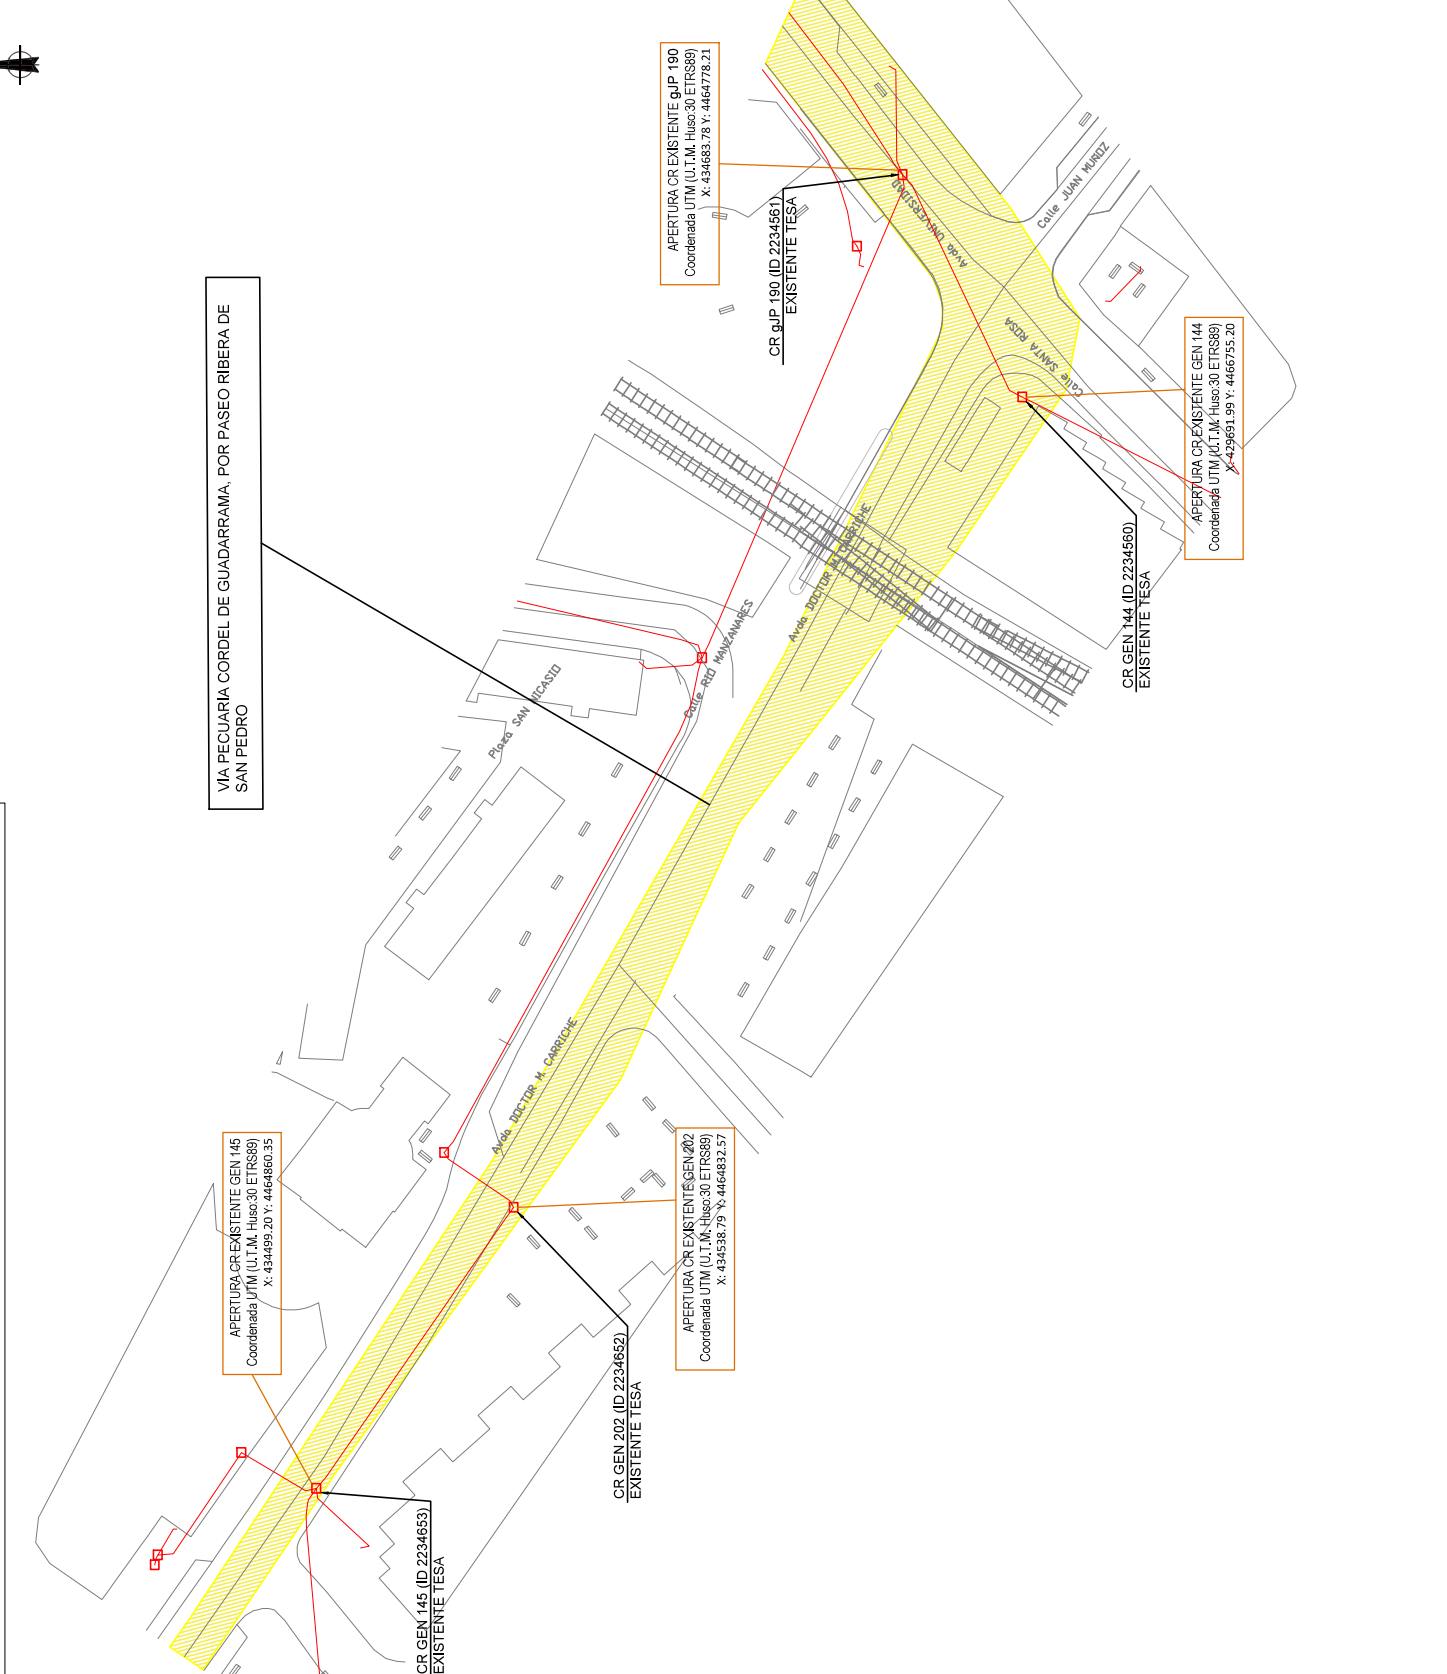 VIA PECUARIA CORDEL DE GUADARRAMA, POR PASEO RIBERA DE
SAN PEDRO
APERTURA CR EXISTENTE gJP 190
Coordenada UTM (U.T.M. Huso:30 ETRS89)
X: 434683.78 Y: 4464778.21
CR gJP 190 (ID 2234561)
EXISTENTE TESA
Avda UNIVERSIDAD
Calle JUAN MUÑOZ
Calle SANTA ROSA
APERTURA CR EXISTENTE GEN 144
Coordenada UTM (U.T.M. Huso:30 ETRS89)
X: 429691.99 Y: 4466755.20
CR GEN 144 (ID 2234560)
EXISTENTE TESA
Avda DOCTOR M. CARRICHE
Calle RIO MANZANARES
Plaza SAN NICASIO
Avda DOCTOR M. CARRICHE
APERTURA CR EXISTENTE GEN 145
Coordenada UTM (U.T.M. Huso:30 ETRS89)
X: 434499.20 Y: 4464860.35
APERTURA CR EXISTENTE GEN 202
Coordenada UTM (U.T.M. Huso:30 ETRS89)
X: 434538.79 Y: 4464832.57
CR GEN 202 (ID 2234652)
EXISTENTE TESA
CR GEN 145 (ID 2234653)
EXISTENTE TESA